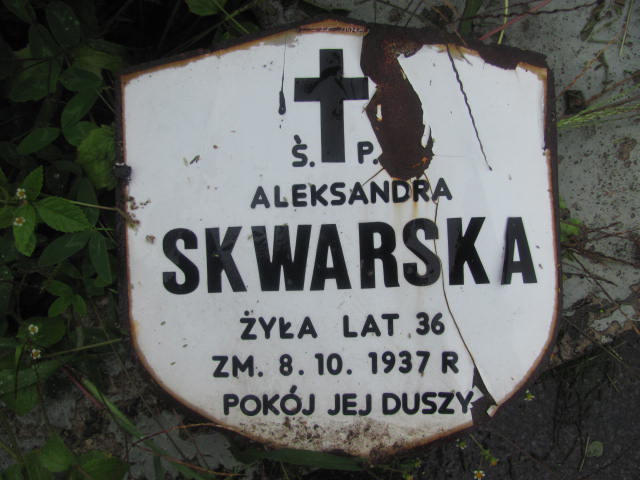 Ś. P.
ALEKSANDRA
SKWARSKA
ŻYŁA LAT 36
ZM. 8. 10. 1937 R
POKÓJ JEJ DUSZY